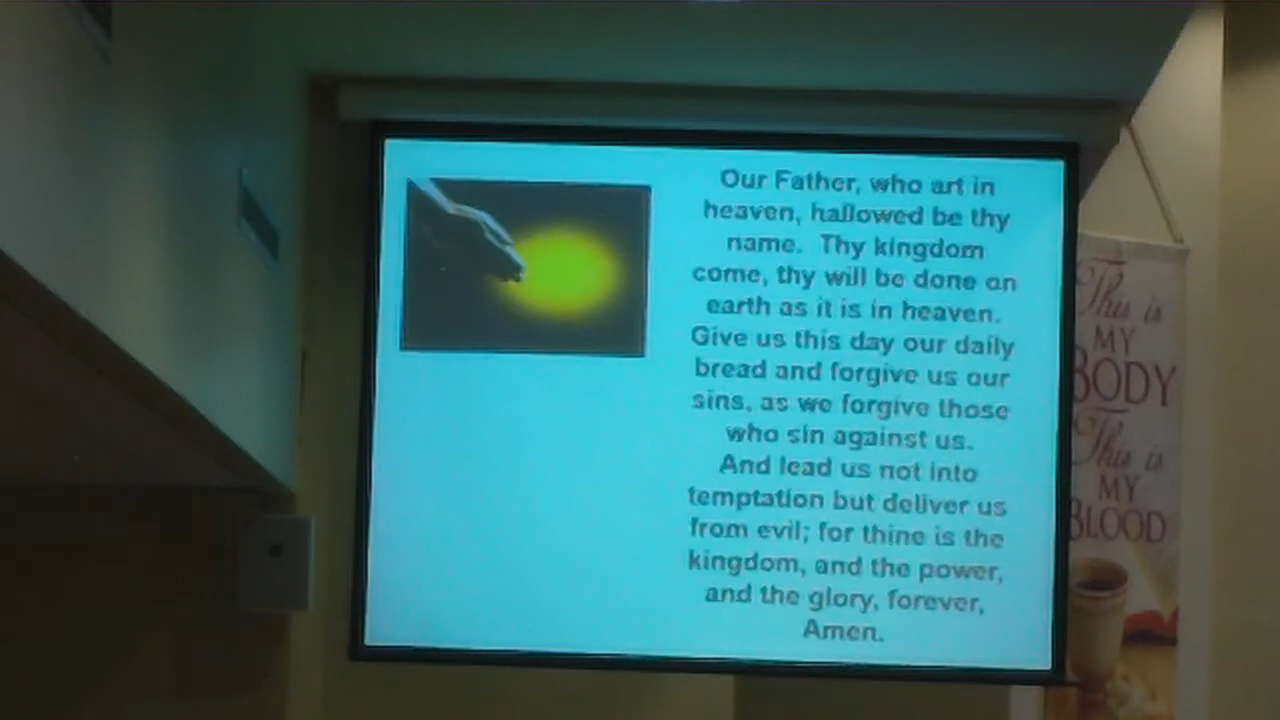 Our Father, who art in
heaven, hallowed be thy
name.  Thy kingdom
come, thy will be done on
earth as it is in heaven.
Give us this day our daily
bread and forgive us our
sins, as we forgive those
who sin against us.
And lead us not into
temptation but deliver us
from evil; for thine is the
kingdom, and the power,
and the glory, forever,
Amen.
This is
MY
BODY
This is
MY
BLOOD